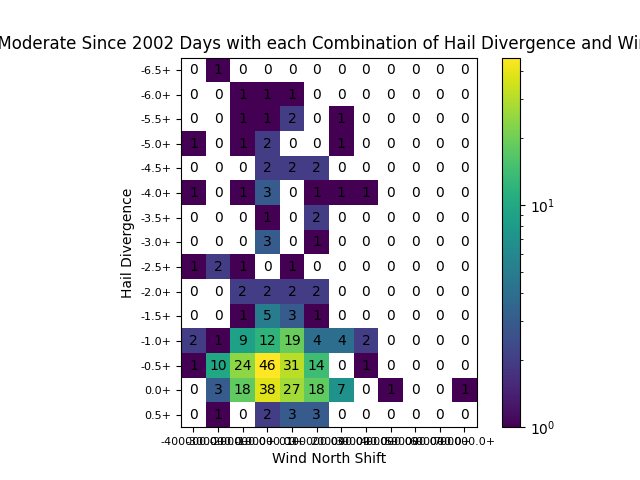 Moderate Since 2002 Days with each Combination of Hail Divergence and
-6.5+ 0 1 0 0 0 0 0 0 0 0 0 0
-6.0+ 0 0 1 1 1 0 0 0 0 0 0 0
-5.5+ 0 0 1 1 2 0 1 0 0 0 0 0
-5.0+ 1 0 1 2 0 0 1 0 0 0 0 0
-4.5+ 0 0 0 2 2 2 0 0 0 0 0 0
-4.0+ 1 0 1 3 0 1 1 1 0 0 0 0
-3.5+ 0 0 0 1 0 2 0 0 0 0 0 0
-3.0+ 0 0 0 3 0 1 0 0 0 0 0 0
-2.5+ 1 2 1 0 1 0 0 0 0 0 0 0
-2.0+ 0 0 2 2 2 2 0 0 0 0 0 0
-1.5+ 0 0 1 5 3 1 0 0 0 0 0 0
-1.0+ 2 1 9 12 19 4 4 2 0 0 0 0
-0.5+ 1 10 24 46 31 14 0 1 0 0 0 0
0.0+ 0 3 18 38 27 18 7 0 1 0 0 1
0.5+ 0 1 0 2 3 3 0 0 0 0 0 0
Hail Divergence
Wind North Shift
10^1
10^0